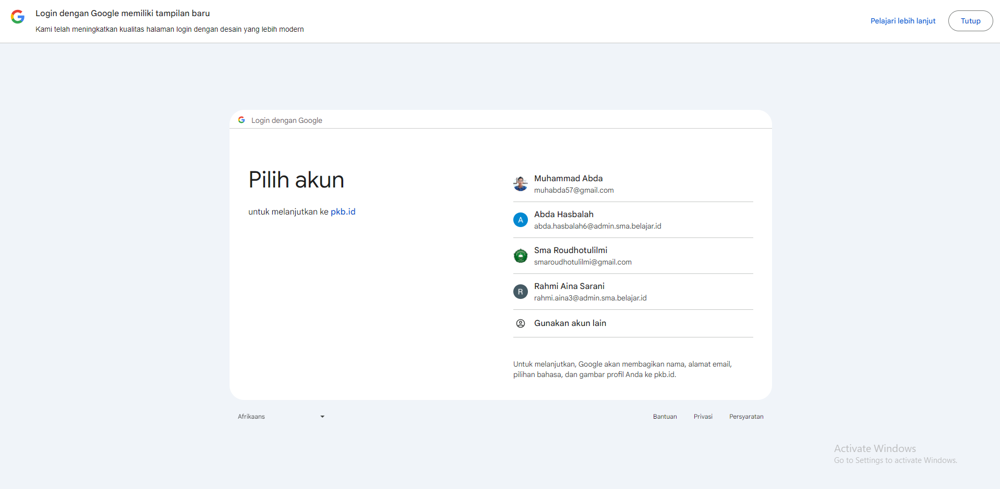 Login dengan Google memiliki tampilan baru
Kami telah meningkatkan kualitas halaman login dengan desain yang lebih modern
Pelajari lebih lanjut
Tutup
Login dengan Google
Pilih akun
untuk melanjutkan ke pkb.id
Muhammad Abda
muhabda57@gmail.com
A
Abda Hasbalah
abda.hasbalah6@admin.sma.belajar.id
Sma Roudhotulilmi
smaroudhotulilmi@gmail.com
R
Rahmi Aina Sarani
rahmi.aina3@admin.sma.belajar.id
Gunakan akun lain
Untuk melanjutkan, Google akan membagikan nama, alamat email,
pilihan bahasa, dan gambar profil Anda ke pkb.id.
Afrikaans
Bantuan
Privasi
Persyaratan
Activate Windows
Go to Settings to activate Windows.